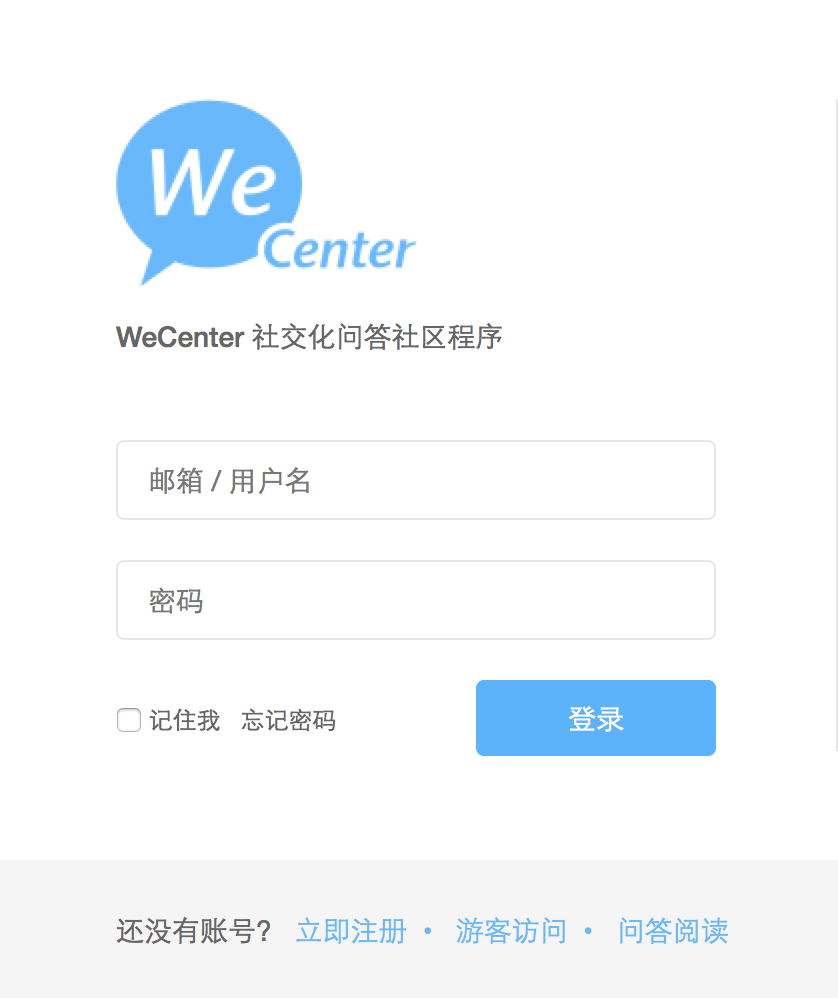 We
Center
WeCenter 社交化问答社区程序
邮箱 / 用户名
密码
记住我 忘记密码 登录
还没有账号? 立即注册 • 游客访问 • 问答阅读